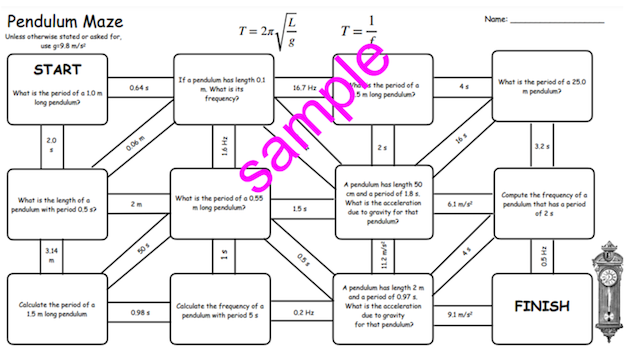 Pendulum Maze
Unless otherwise stated or asked for,
use g=9.8 m/s²
T = 2π√(L/g)
T = 1/f
Name:
START
What is the period of a 1.0 m
long pendulum?
0.64 s
If a pendulum has length 0.1
m. What is its
frequency?
16.7 Hz
is the period of a
5 m long pendulum?
4 s
What is the period of a 25.0
m pendulum?
2.0
s
0.06 m
1.6 Hz
sample
2 s
16 s
3.2 s
What is the length of a
pendulum with period 0.5 s?
2 m
What is the period of a 0.55
m long pendulum?
1.5 s
A pendulum has length 50
cm and a period of 1.8 s.
What is the acceleration
due to gravity for that
pendulum?
6.1 m/s²
Compute the frequency of a
pendulum that has a period
of 2 s
3.14
m
50 s
1 s
0.5 s
11.2 m/s²
4 s
0.5 Hz
Calculate the period of a
1.5 m long pendulum
0.98 s
Calculate the frequency of a
pendulum with period 5 s
0.2 Hz
A pendulum has length 2 m
and a period of 0.97 s.
What is the acceleration
due to gravity
for that pendulum?
9.1 m/s²
FINISH